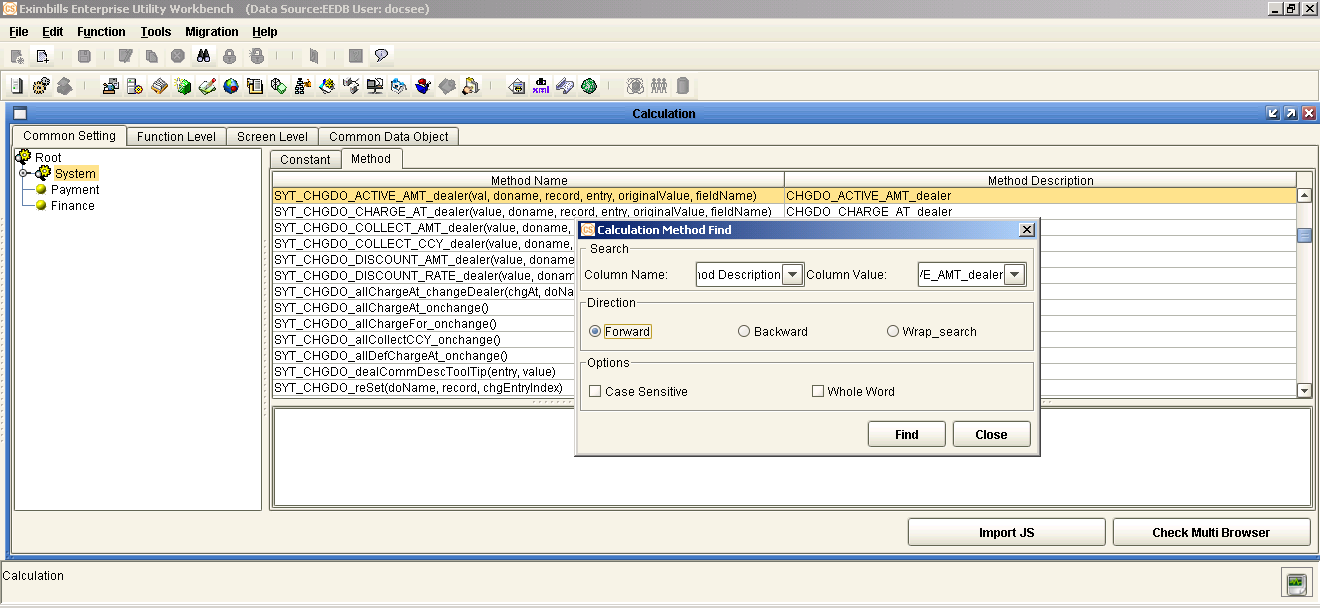 Eximbills Enterprise Utility Workbench (Data Source:EEDB User: docsee)
File Edit Function Tools Migration Help
Calculation
Common Setting Function Level Screen Level Common Data Object
Root
System
Payment
Finance
Constant Method
Method Name Method Description
SYT_CHGDO_ACTIVE_AMT_dealer(val, doname, record, entry, originalValue, fieldName) CHGDO_ACTIVE_AMT_dealer
SYT_CHGDO_CHARGE_AT_dealer(value, doname, record, entry, originalValue, fieldName) CHGDO_CHARGE_AT_dealer
SYT_CHGDO_COLLECT_AMT_dealer(value, doname,
SYT_CHGDO_COLLECT_CCY_dealer(value, doname,
SYT_CHGDO_DISCOUNT_AMT_dealer(value, doname,
SYT_CHGDO_DISCOUNT_RATE_dealer(value, donam
SYT_CHGDO_allChargeAt_changeDealer(chgAt, doNa
SYT_CHGDO_allChargeAt_onchange()
SYT_CHGDO_allChargeFor_onchange()
SYT_CHGDO_allCollectCCY_onchange()
SYT_CHGDO_allDefChargeAt_onchange()
SYT_CHGDO_dealCommDescToolTip(entry, value)
SYT_CHGDO_reSet(doName, record, chgEntryIndex)
Calculation Method Find
Search
Column Name: od Description Column Value: E_AMT_dealer
Direction
Forward Backward Wrap_search
Options
Case Sensitive Whole Word
Find Close
Import JS Check Multi Browser
Calculation